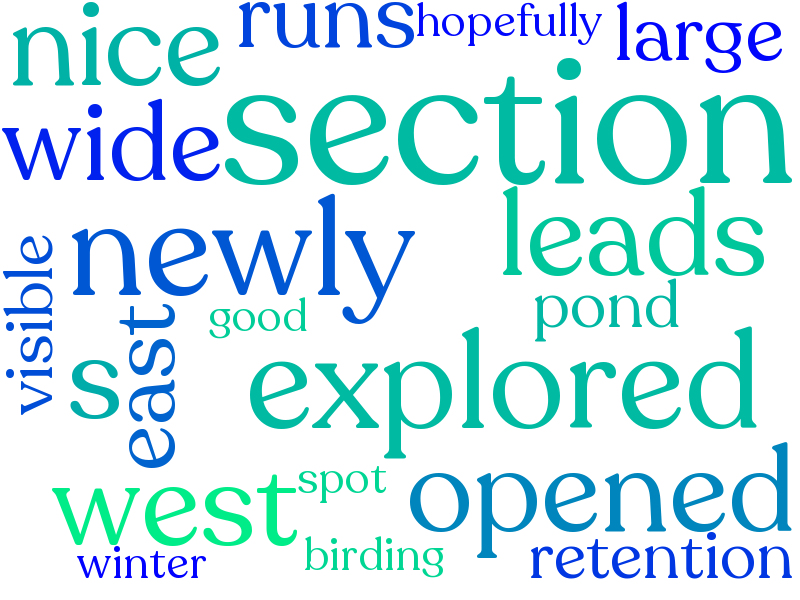 nice runs hopefully large
wide section
newly leads
visible good pond
s east explored
west spot opened
winter birding retention